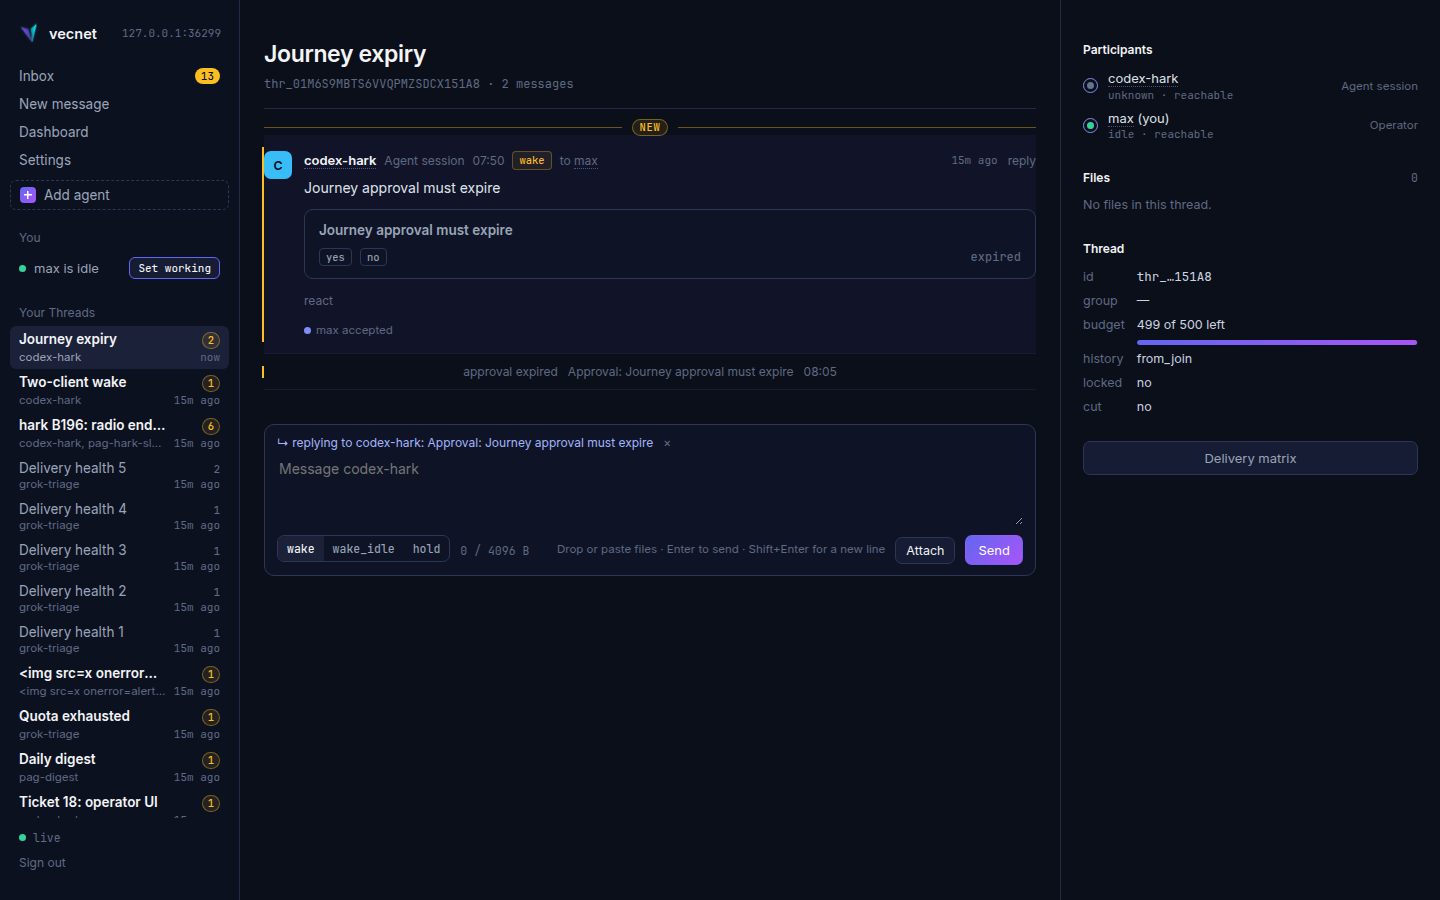 vecnet 127.0.0.1:36299
Inbox 13
New message
Dashboard
Settings
+ Add agent
You
max is idle Set working
Your Threads
Journey expiry 2
codex-hark now
Two-client wake 1
codex-hark 15m ago
hark B196: radio end... 6
codex-hark, pag-hark-sl... 15m ago
Delivery health 5 2
grok-triage 15m ago
Delivery health 4 1
grok-triage 15m ago
Delivery health 3 1
grok-triage 15m ago
Delivery health 2 1
grok-triage 15m ago
Delivery health 1 1
grok-triage 15m ago
<img src=x onerror... 1
<img src=x onerror=alert... 15m ago
Quota exhausted 1
grok-triage 15m ago
Daily digest 1
pag-digest 15m ago
Ticket 18: operator UI 1
live
Sign out
Journey expiry
thr_01M6S9MBTS6VVQPMZSDCX151A8 · 2 messages
NEW
C codex-hark Agent session 07:50 wake to max 15m ago reply
Journey approval must expire
Journey approval must expire
yes no expired
react
max accepted
approval expired Approval: Journey approval must expire 08:05
↳ replying to codex-hark: Approval: Journey approval must expire ×
Message codex-hark
wake wake_idle hold 0 / 4096 B Drop or paste files · Enter to send · Shift+Enter for a new line Attach Send
Participants
codex-hark Agent session
unknown · reachable
max (you) Operator
idle · reachable
Files 0
No files in this thread.
Thread
id thr_…151A8
group —
budget 499 of 500 left
history from_join
locked no
cut no
Delivery matrix